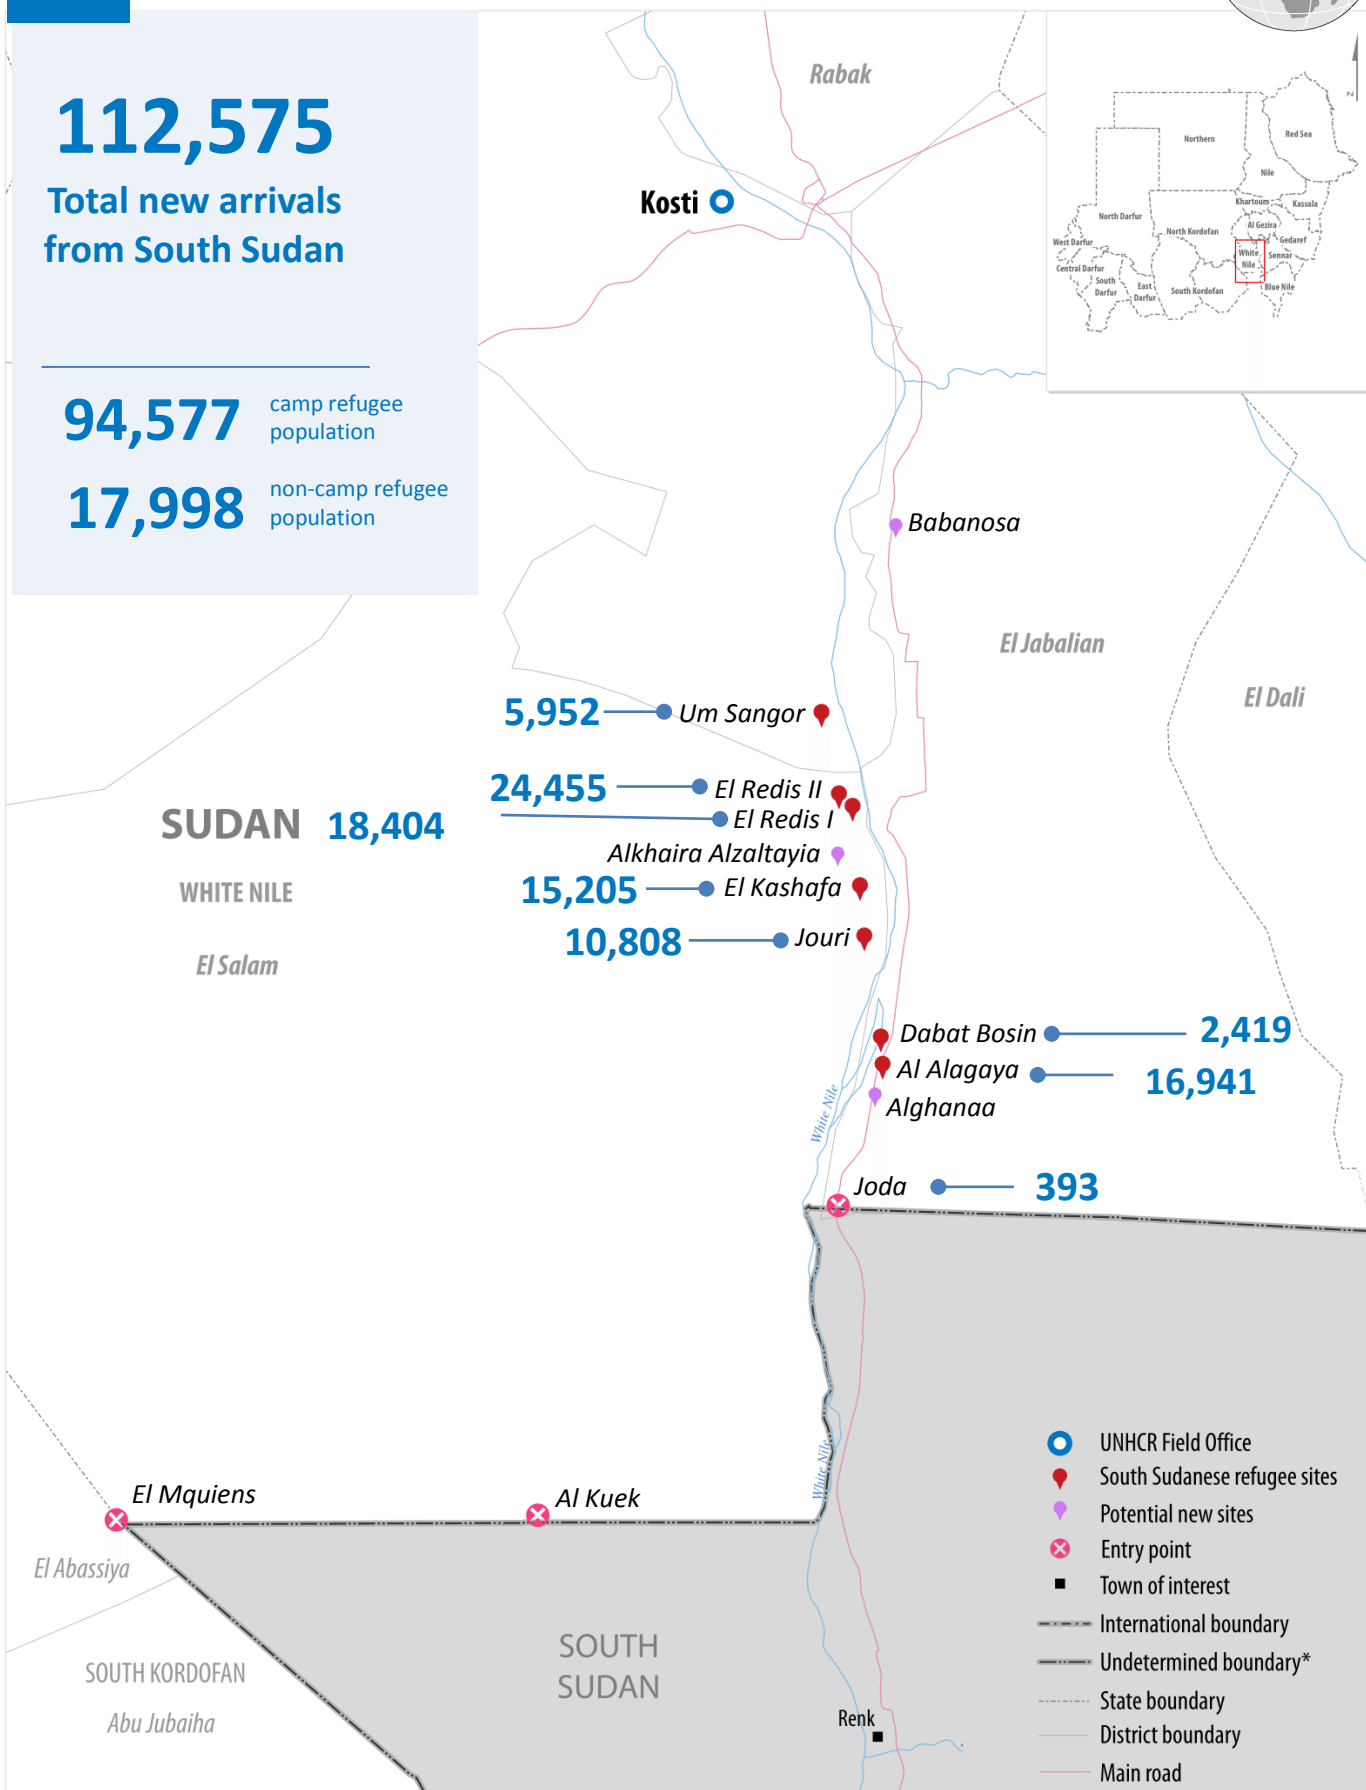 112,575
Total new arrivals
from South Sudan
94,577
camp refugee
population
17,998
non-camp refugee
population
Rabak
Kosti
N
Northern
Red Sea
Nile
Khartoum
Kassala
North Darfur
Al Gezira
North Kordofan
Gedaref
West Darfur
White
Nile
Sennar
Central Darfur
South
Darfur
East
Darfur
South Kordofan
Blue Nile
Babanosa
El Jabalian
El Dali
5,952
Um Sangor
24,455
El Redis II
SUDAN
18,404
El Redis I
Alkhaira Alzaltayia
WHITE NILE
15,205
El Kashafa
10,808
Jouri
El Salam
Dabat Bosin
2,419
Al Alagaya
16,941
Alghanaa
White Nile
Joda
393
White Nile
El Mquiens
Al Kuek
El Abassiya
SOUTH
SUDAN
SOUTH KORDOFAN
Abu Jubaiha
Renk
UNHCR Field Office
South Sudanese refugee sites
Potential new sites
Entry point
Town of interest
International boundary
Undetermined boundary*
State boundary
District boundary
Main road